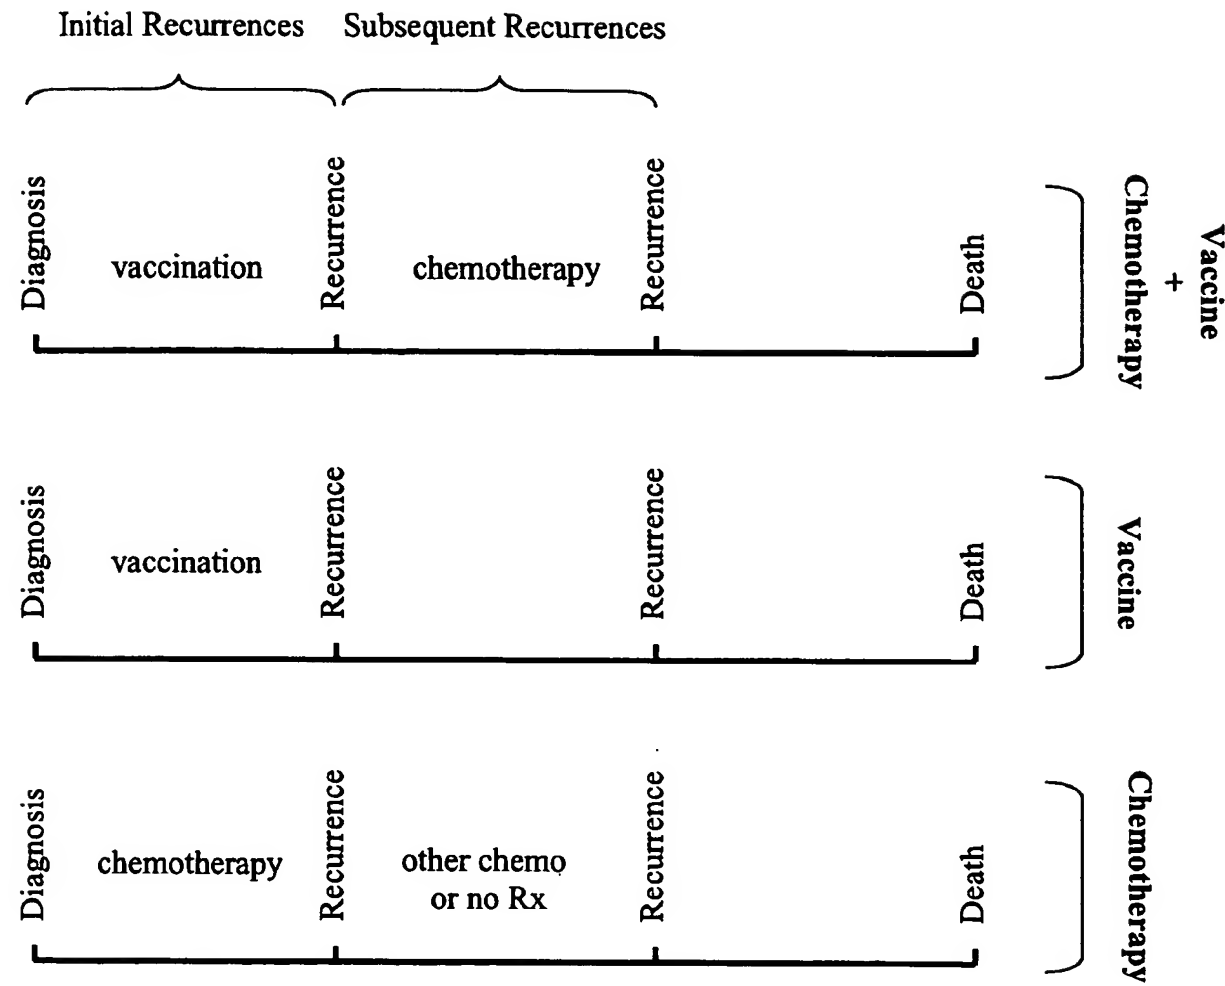 Initial Recurrences
Subsequent Recurrences
Diagnosis
vaccination
Recurrence
chemotherapy
Recurrence
Death
Vaccine
+
Chemotherapy
Diagnosis
vaccination
Recurrence
Recurrence
Death
Vaccine
Diagnosis
chemotherapy
Recurrence
other chemo
or no Rx
Recurrence
Death
Chemotherapy